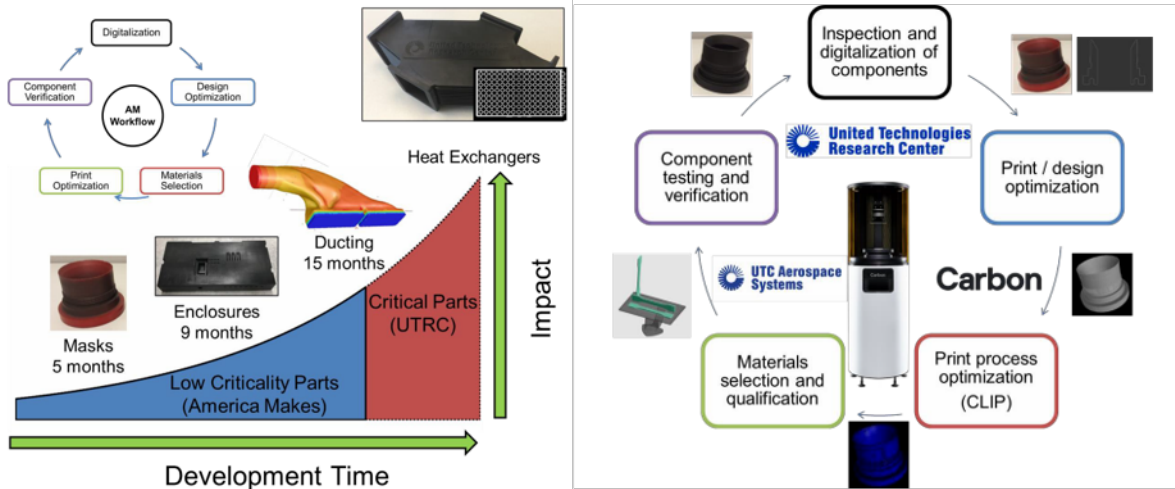 Digitalization
Component
Verification
AM
Workflow
Design
Optimization
Print
Optimization
Materials
Selection
Heat Exchangers
Ducting
15 months
Enclosures
9 months
Masks
5 months
Critical Parts
(UTRC)
Low Criticality Parts
(America Makes)
Impact
Development Time
Inspection and
digitalization of
components
United Technologies
Research Center
Component
testing and
verification
Print / design
optimization
UTC Aerospace
Systems
Carbon
Carbon
Materials
selection and
qualification
Print process
optimization
(CLIP)